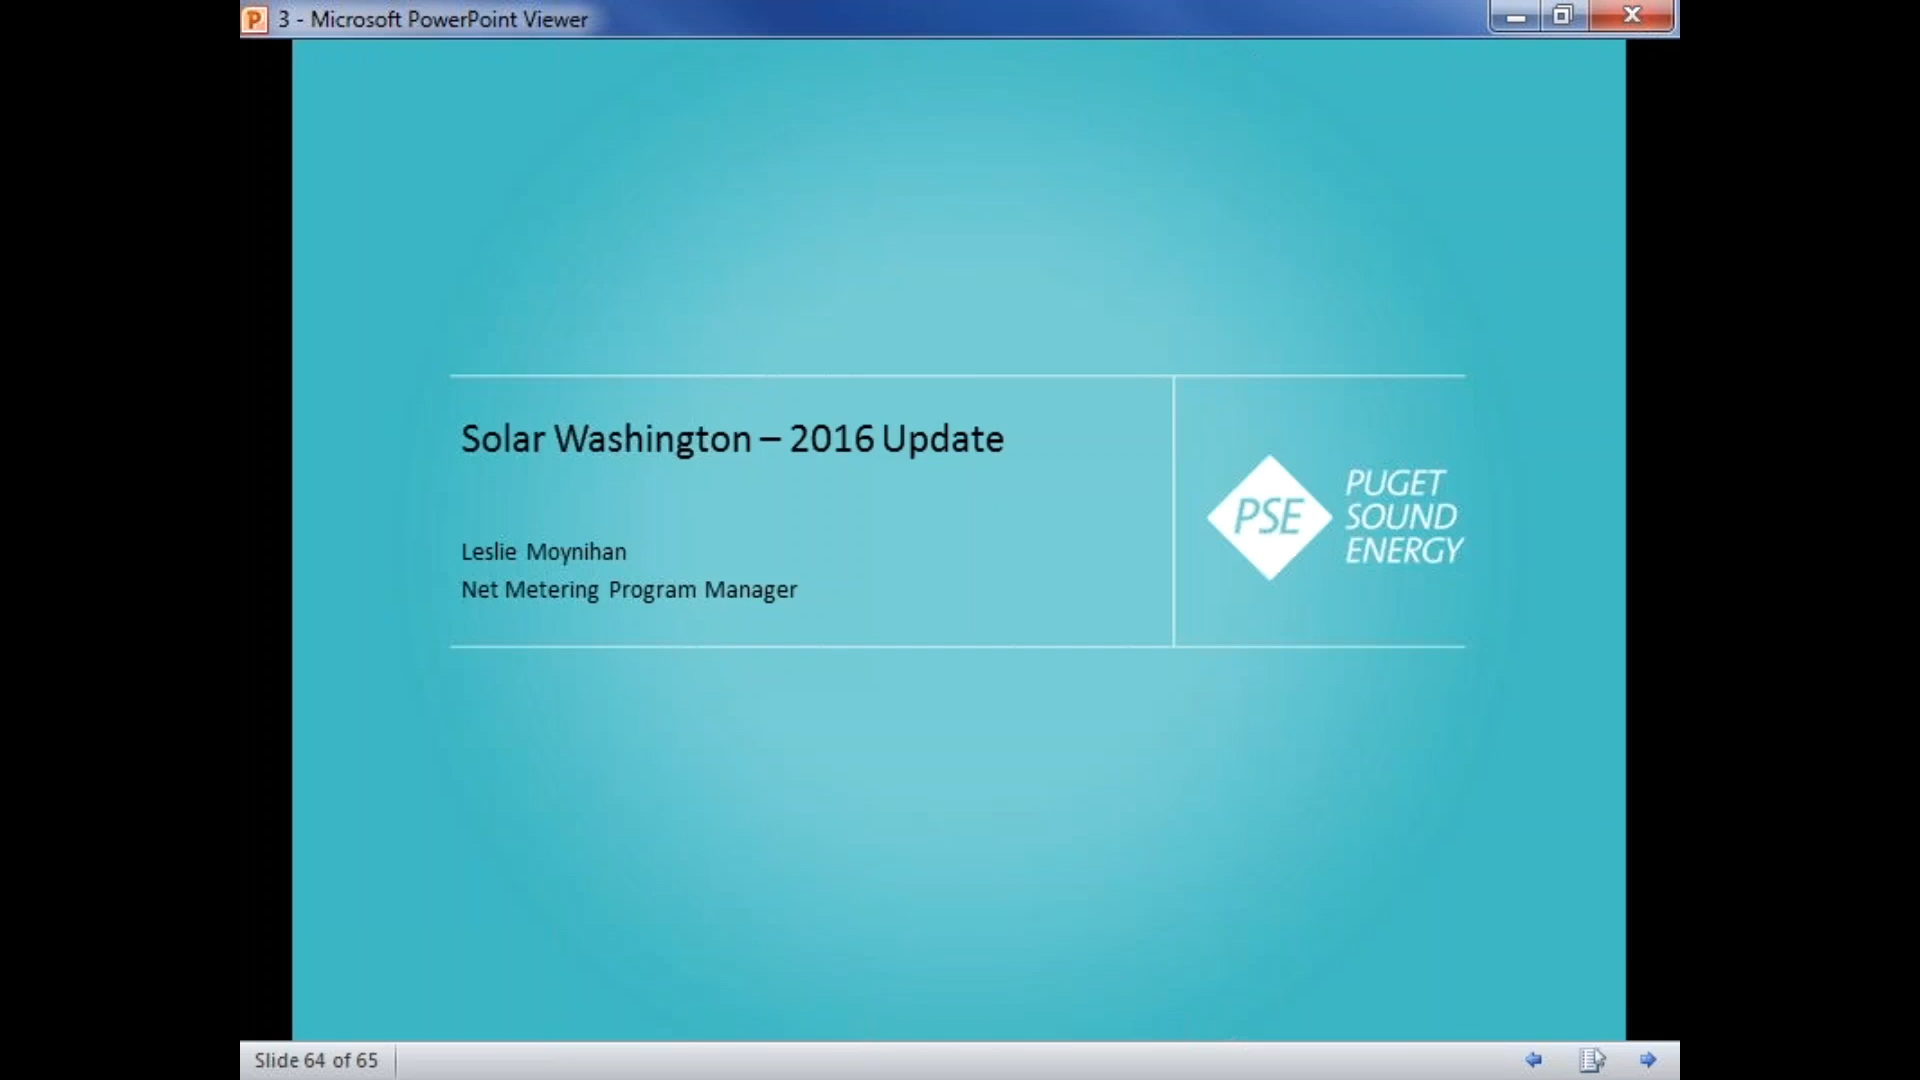 3 - Microsoft PowerPoint Viewer
Solar Washington – 2016 Update
Leslie Moynihan
Net Metering Program Manager
PSE
PUGET
SOUND
ENERGY
Slide 64 of 65